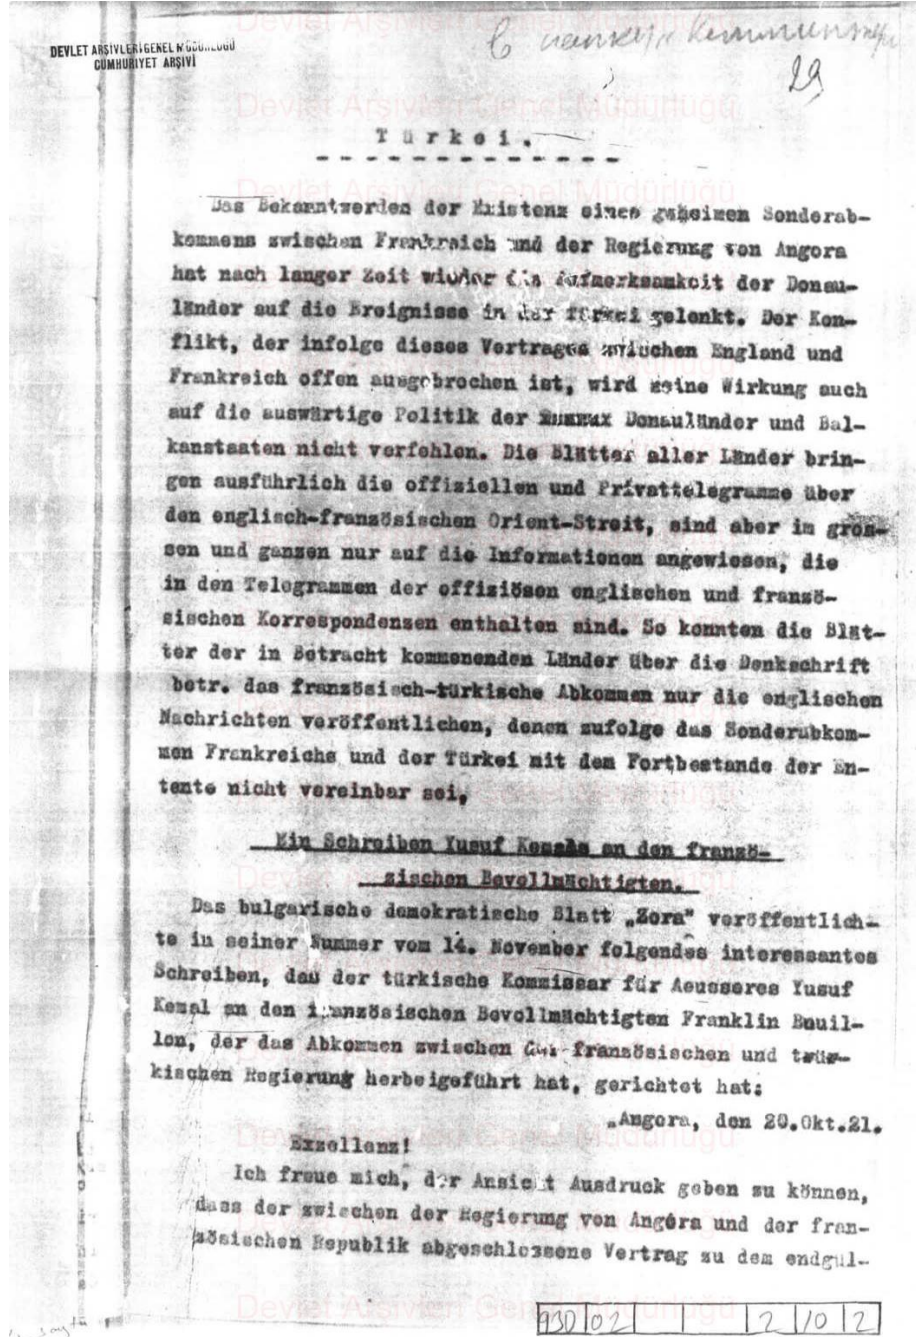 DEVLET ARŞİVLERİ GENEL MÜDÜRLÜĞÜ
CUMHURİYET ARŞİVİ
29
Türkei.
Das Bekanntwerden der Existenz eines geheimen Sonderab-
kommens zwischen Frankreich und der Regierung von Angora
hat nach langer Zeit wieder die Aufmerksamkeit der Donau-
länder auf die Ereignisse in der Türkei gelenkt. Der Kon-
flikt, der infolge dieses Vertrages zwischen England und
Frankreich offen ausgebrochen ist, wird seine Wirkung auch
auf die auswärtige Politik der Donauländer und Bal-
kanstaaten nicht verfehlen. Die Blätter aller Länder brin-
gen ausführlich die offiziellen und Privattelegramme über
den englisch-französischen Orient-Streit, sind aber im gros-
sen und ganzen nur auf die Informationen angewiesen, die
in den Telegrammen der offiziösen englischen und franzö-
sischen Korrespondenzen enthalten sind. So konnten die Blät-
ter der in Betracht kommenenden Länder über die Denkschrift
betr. das französisch-türkische Abkommen nur die englischen
Nachrichten veröffentlichen, denen zufolge das Sonderabkom-
men Frankreichs und der Türkei mit dem Fortbestande der En-
tente nicht vereinbar sei,
Ein Schreiben Yusuf Kemals an den franzö-
sischen Bevollmächtigten.
Das bulgarische demokratische Blatt „Zora" veröffentlich-
te in seiner Nummer vom 14. November folgendes interessantes
Schreiben, das der türkische Kommissar für Aeusseres Yusuf
Kemal an den französischen Bevollmächtigten Franklin Bouil-
lon, der das Abkommen zwischen der französischen und tür-
kischen Regierung herbeigeführt hat, gerichtet hat:
„Angora, den 20.Okt.21.
Exzellenz!
Ich freue mich, der Ansicht Ausdruck geben zu können,
dass der zwischen der Regierung von Angora und der fran-
zösischen Republik abgeschlossene Vertrag zu dem endgül-
Devlet Arşivleri Genel Müdürlüğü
930 02 2 10 2